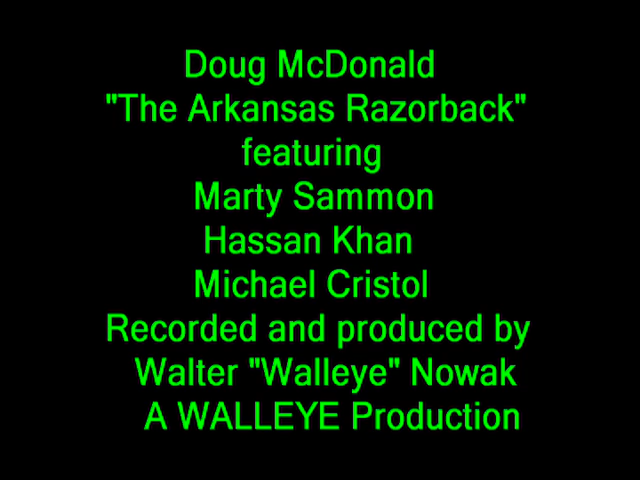 Doug McDonald
"The Arkansas Razorback"
featuring
Marty Sammon
Hassan Khan
Michael Cristol
Recorded and produced by
Walter "Walleye" Nowak
A WALLEYE Production